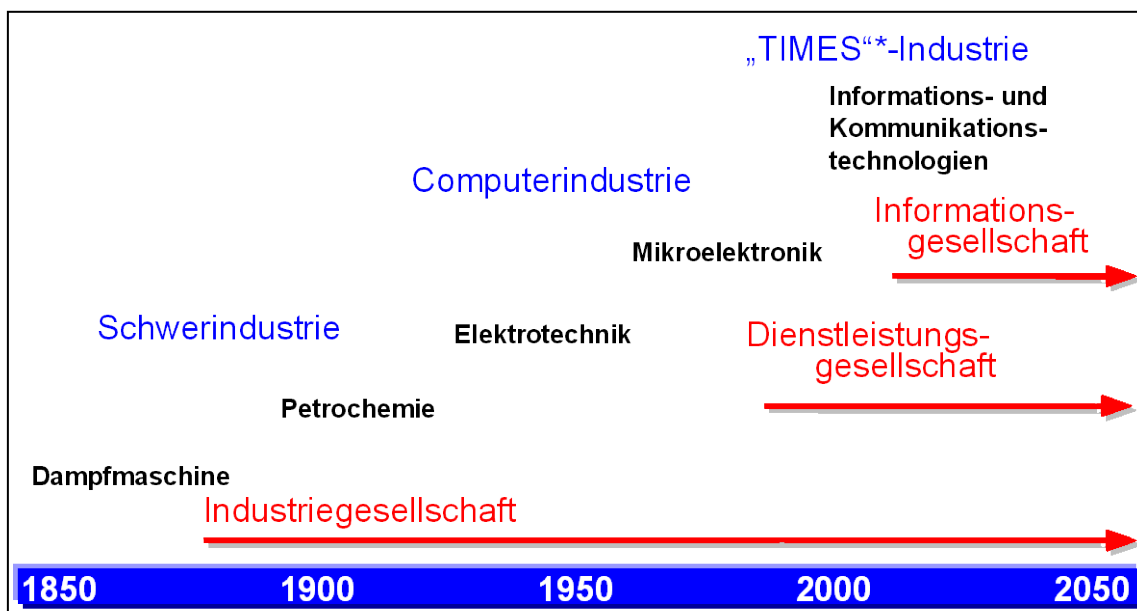 „TIMES“*-Industrie
Informations- und
Kommunikations-
technologien
Computerindustrie
Informations-
gesellschaft
Mikroelektronik
Schwerindustrie
Elektrotechnik
Dienstleistungs-
gesellschaft
Petrochemie
Dampfmaschine
Industriegesellschaft
1850 1900 1950 2000 2050